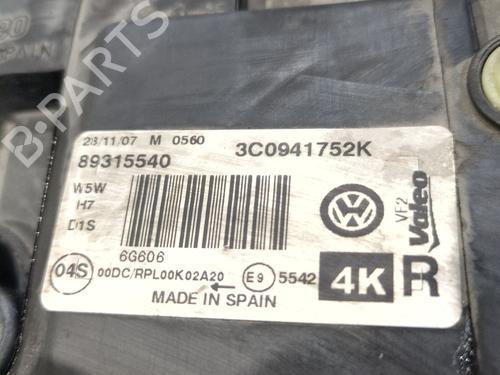 SPAIN
28/11/07 M 0560
89315540
3C0941752K
W5W
H7
D1S
VF2
Valeo
6G606
04S
00DC/RPL00K02A20
E9
5542
4K
R
MADE IN SPAIN
B-PARTS